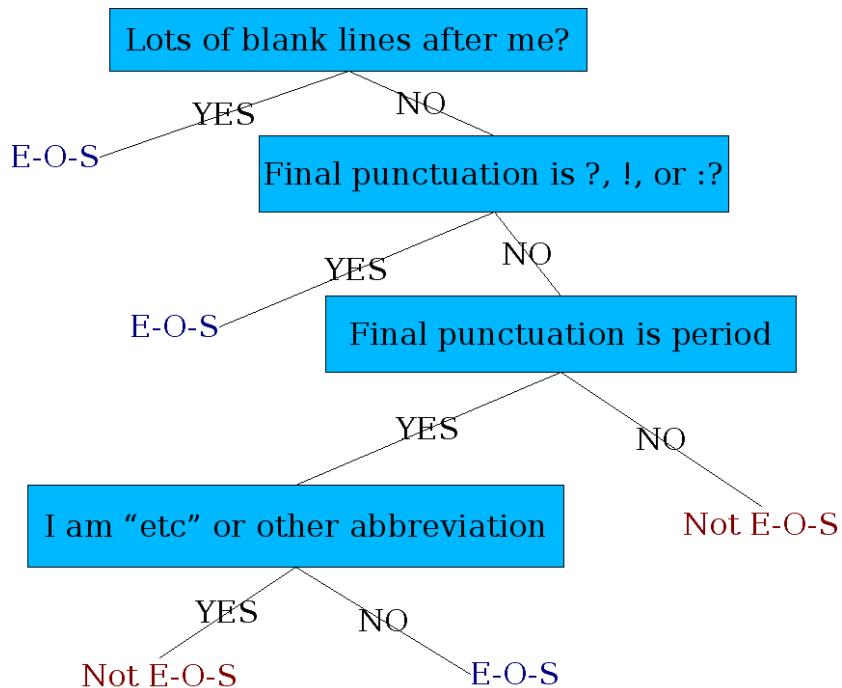 Lots of blank lines after me?
YES
NO
E-O-S
Final punctuation is ?, !, or :?
YES
NO
E-O-S
Final punctuation is period
YES
NO
I am “etc” or other abbreviation
Not E-O-S
YES
NO
Not E-O-S
E-O-S